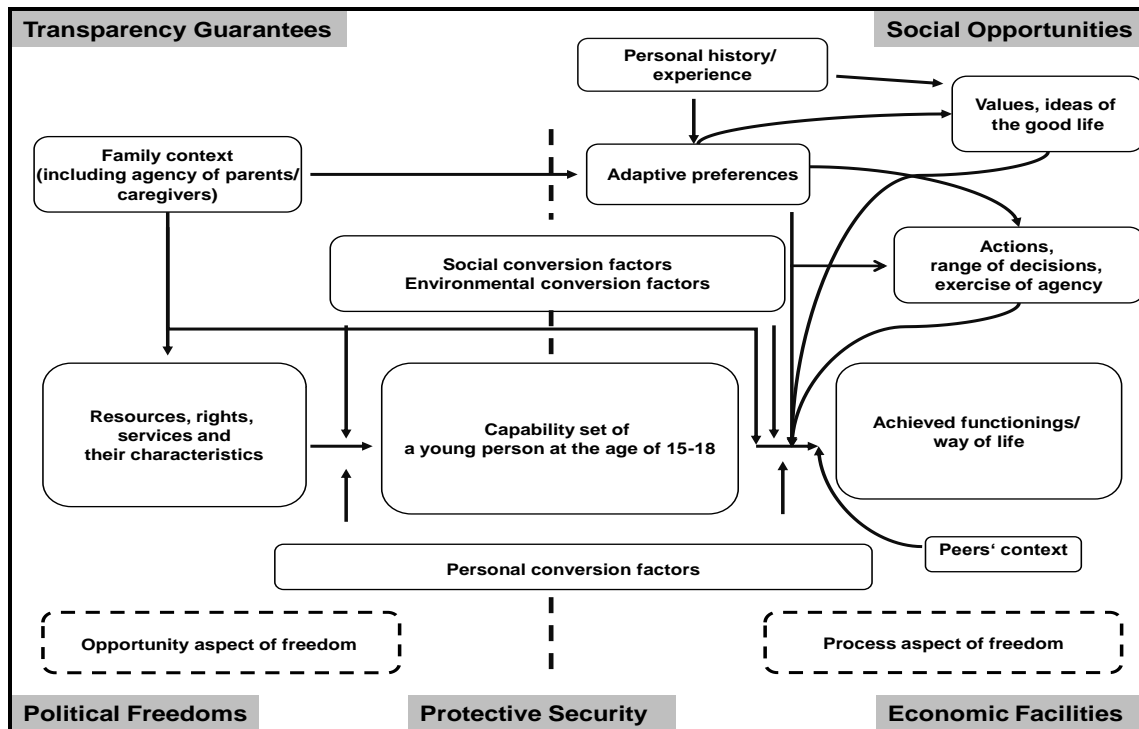 Transparency Guarantees
Social Opportunities
Personal history/
experience
Values, ideas of
the good life
Family context
(including agency of parents/
caregivers)
Adaptive preferences
Social conversion factors
Environmental conversion factors
Actions,
range of decisions,
exercise of agency
Resources, rights,
services and
their characteristics
Capability set of
a young person at the age of 15-18
Achieved functionings/
way of life
Peers‘ context
Personal conversion factors
Opportunity aspect of freedom
Process aspect of freedom
Political Freedoms
Protective Security
Economic Facilities